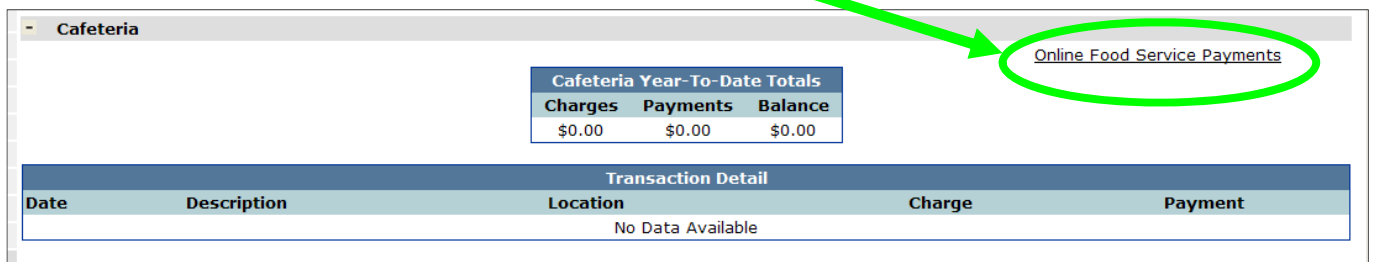 - Cafeteria
Online Food Service Payments
Cafeteria Year-To-Date Totals
Charges Payments Balance
$0.00 $0.00 $0.00
Transaction Detail
Date Description Location Charge Payment
No Data Available